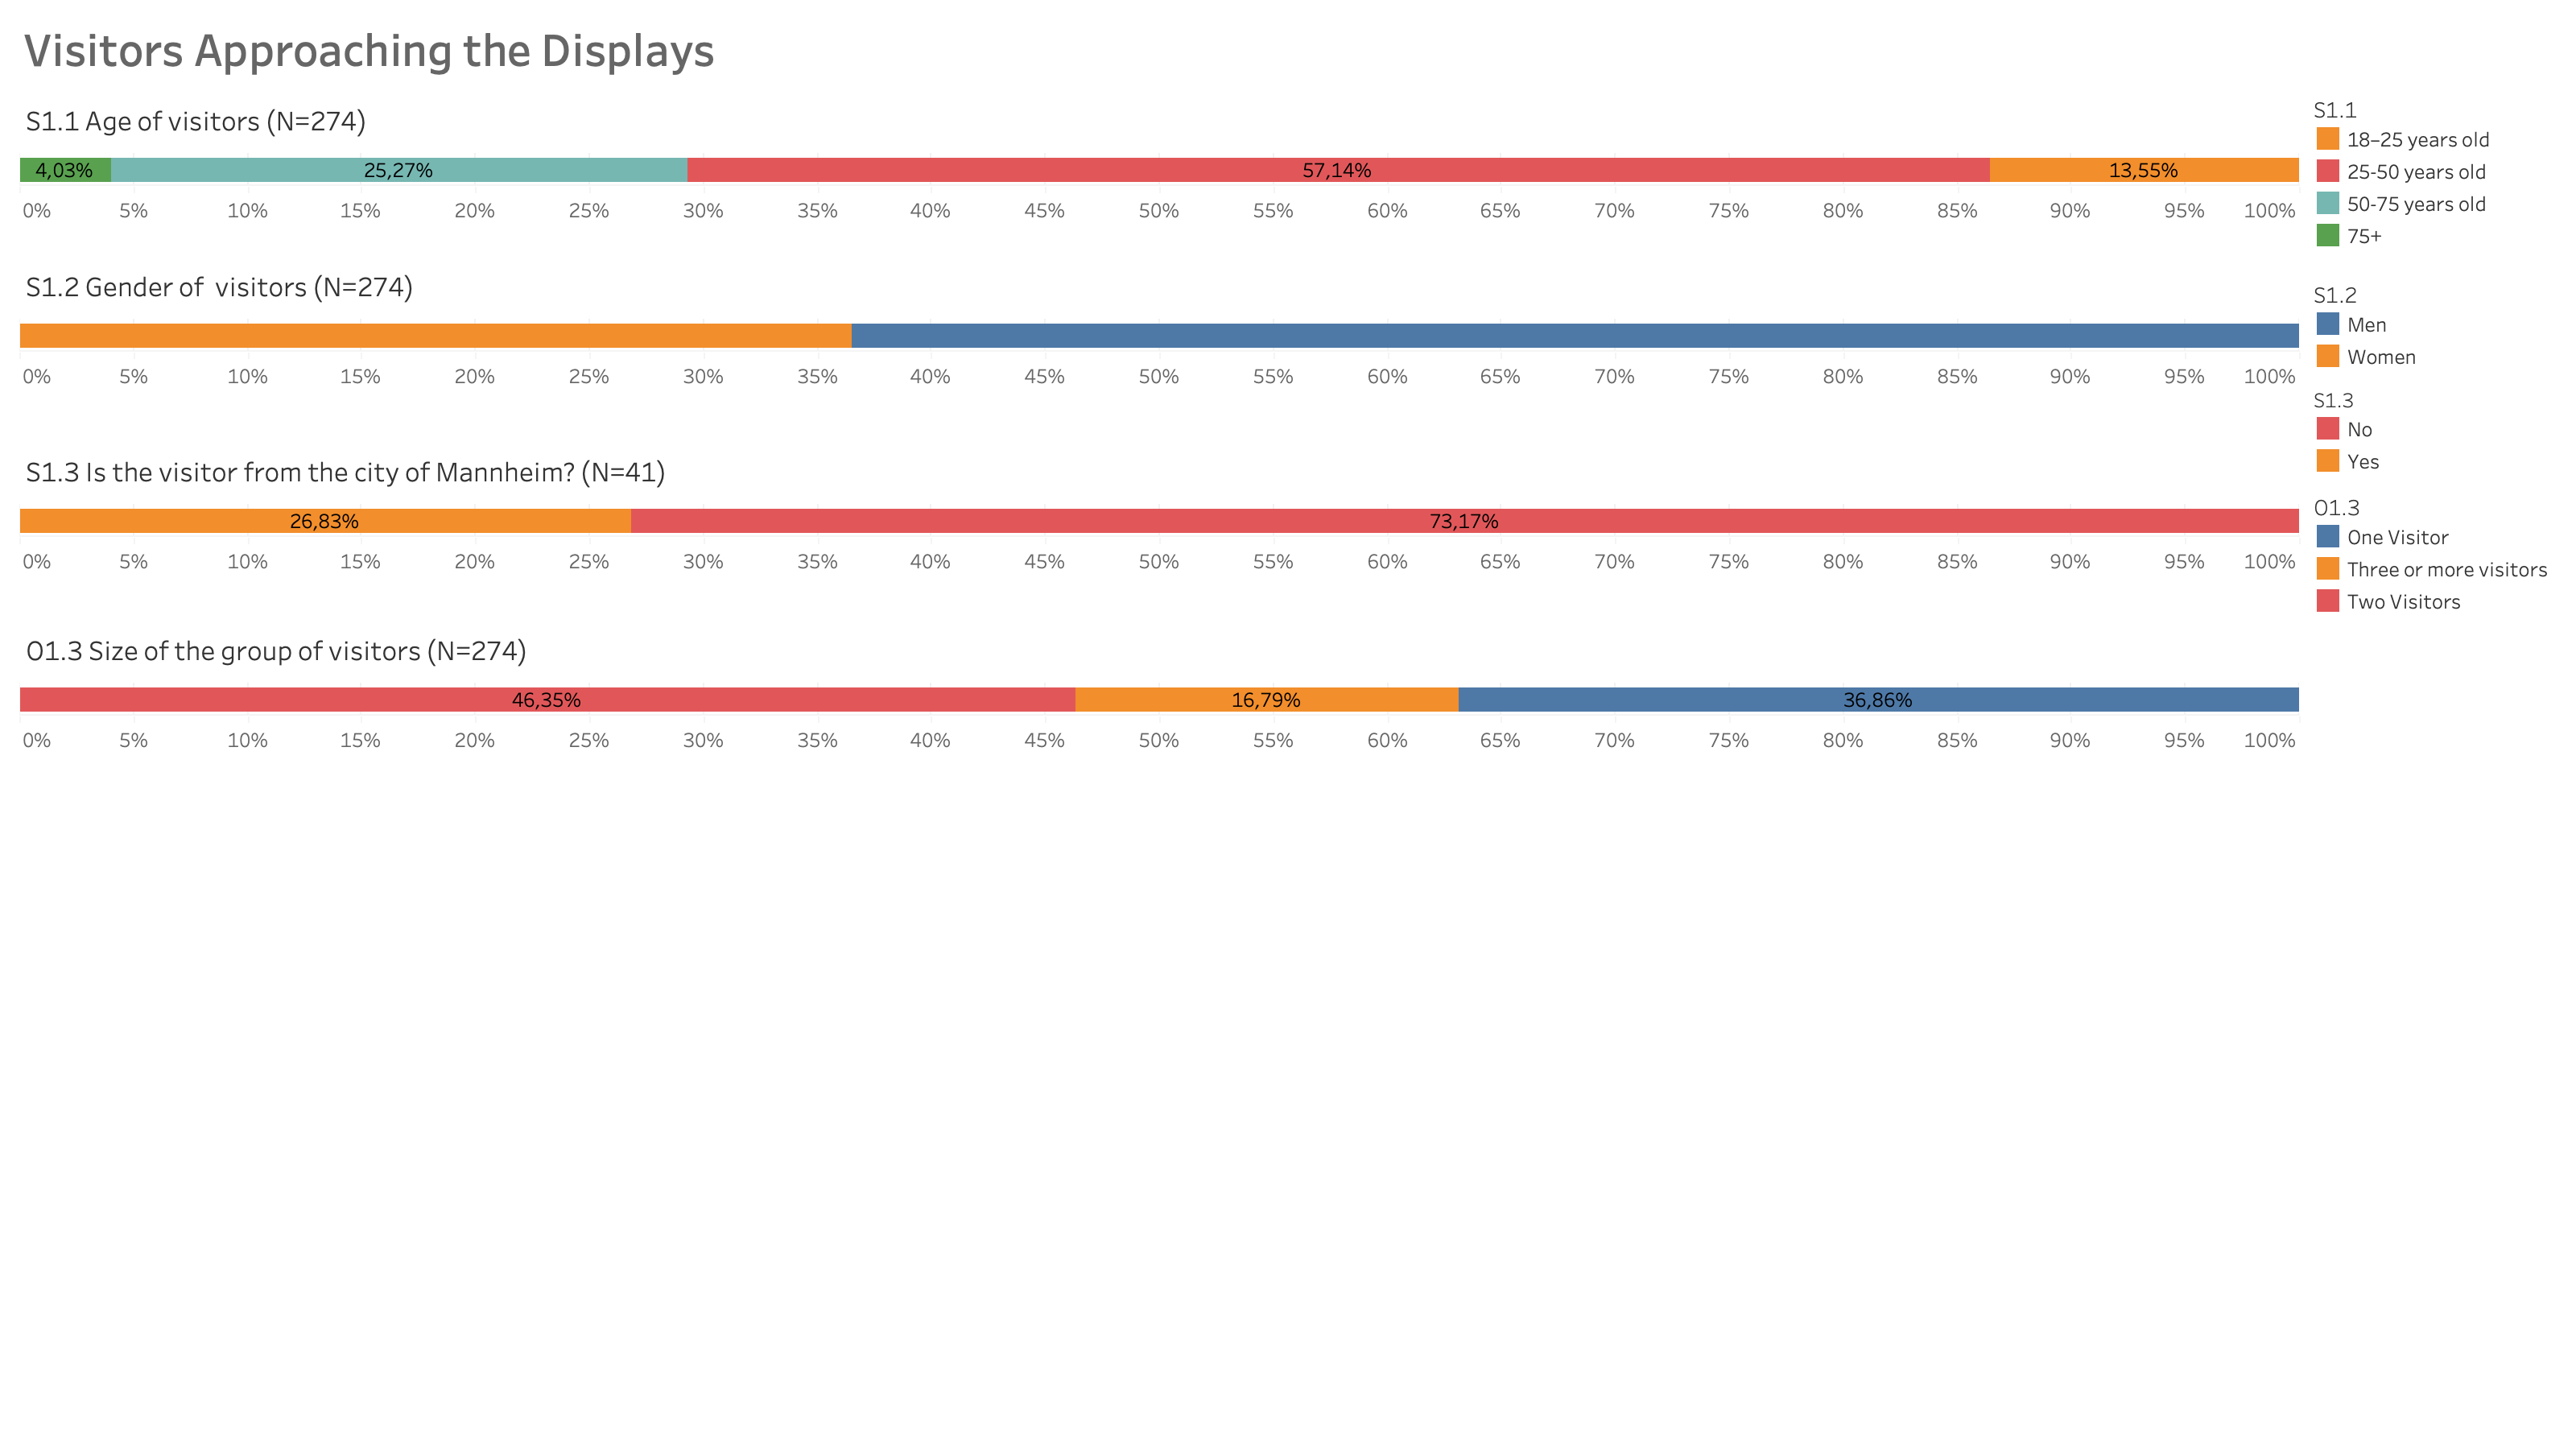 Visitors Approaching the Displays
S1.1 Age of visitors (N=274)
4,03% 25,27% 57,14% 13,55%
0% 5% 10% 15% 20% 25% 30% 35% 40% 45% 50% 55% 60% 65% 70% 75% 80% 85% 90% 95% 100%
S1.2 Gender of  visitors (N=274)
0% 5% 10% 15% 20% 25% 30% 35% 40% 45% 50% 55% 60% 65% 70% 75% 80% 85% 90% 95% 100%
S1.3 Is the visitor from the city of Mannheim? (N=41)
26,83% 73,17%
0% 5% 10% 15% 20% 25% 30% 35% 40% 45% 50% 55% 60% 65% 70% 75% 80% 85% 90% 95% 100%
O1.3 Size of the group of visitors (N=274)
46,35% 16,79% 36,86%
0% 5% 10% 15% 20% 25% 30% 35% 40% 45% 50% 55% 60% 65% 70% 75% 80% 85% 90% 95% 100%
S1.1
18–25 years old
25-50 years old
50-75 years old
75+
S1.2
Men
Women
S1.3
No
Yes
O1.3
One Visitor
Three or more visitors
Two Visitors